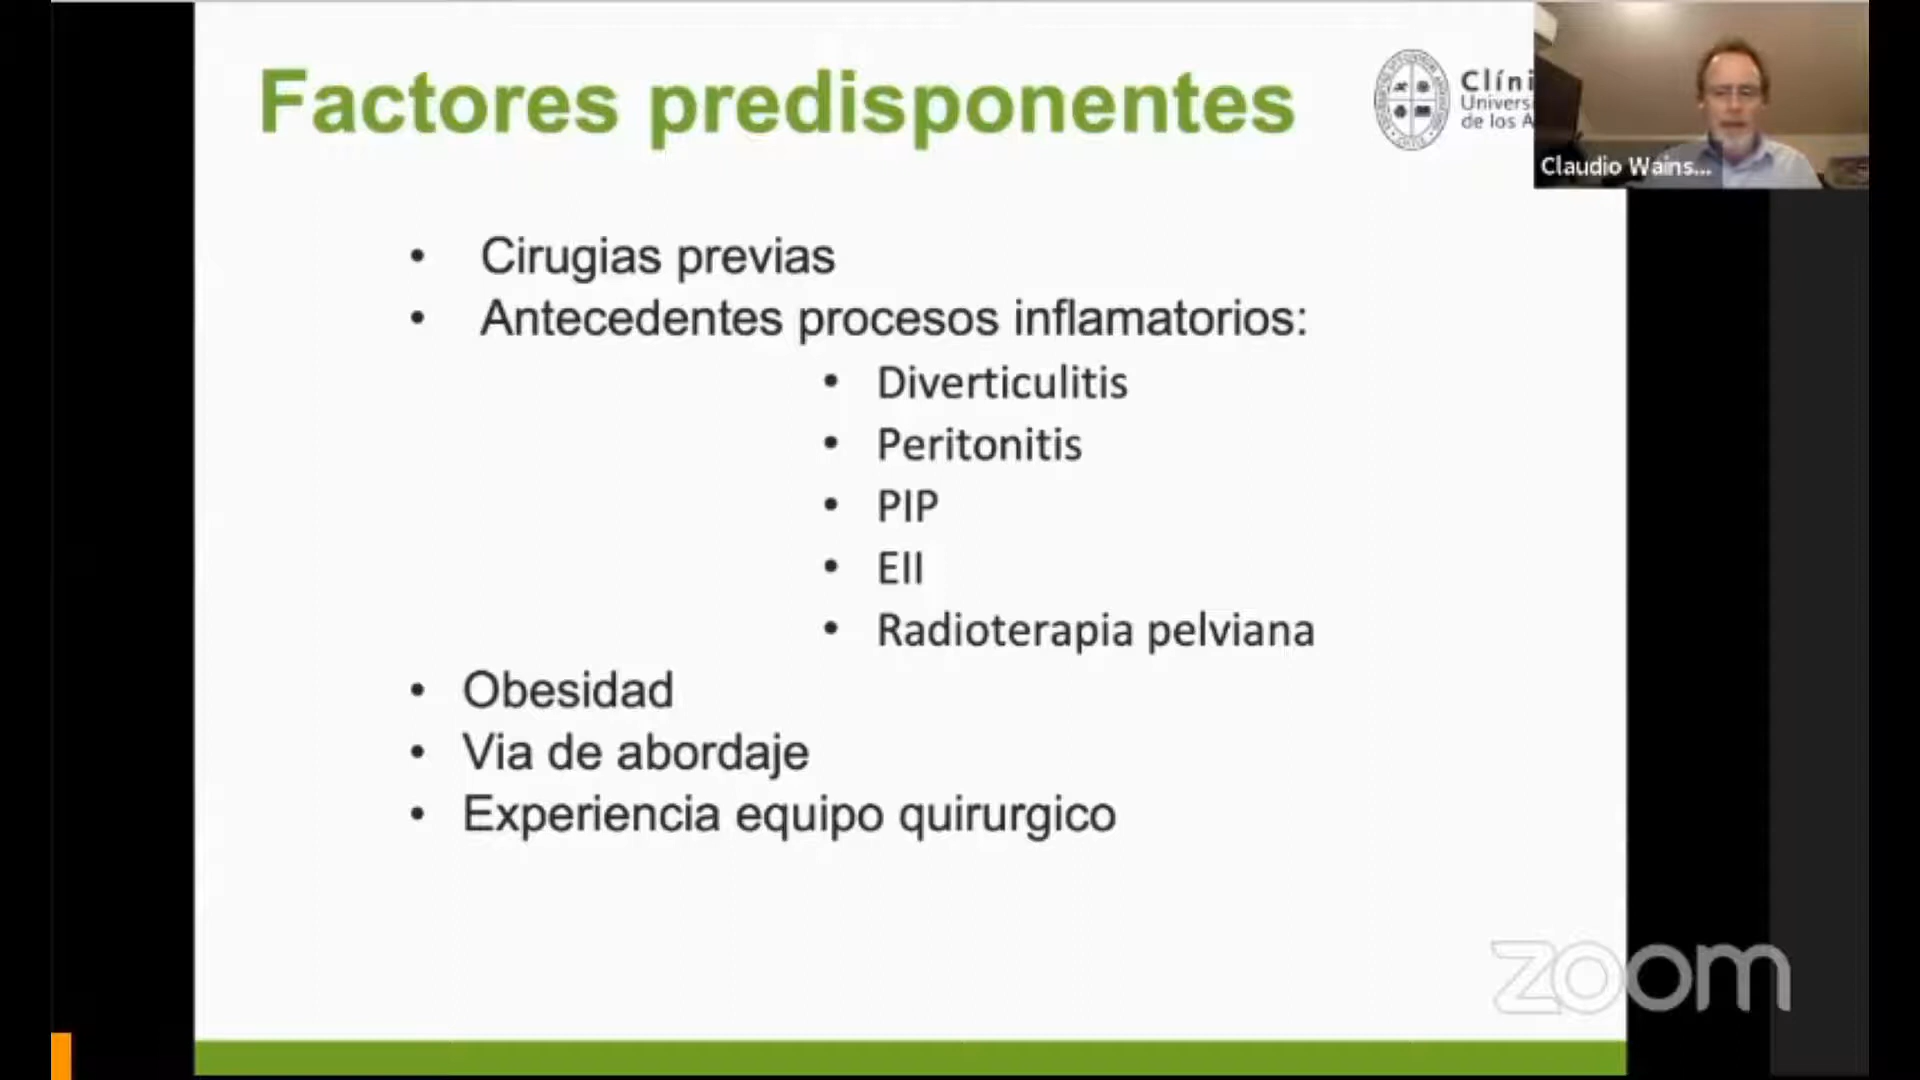 Factores predisponentes
Clíni
Univers
de los A
Claudio Wains...
• Cirugias previas
• Antecedentes procesos inflamatorios:
• Diverticulitis
• Peritonitis
• PIP
• EII
• Radioterapia pelviana
• Obesidad
• Via de abordaje
• Experiencia equipo quirurgico
zoom